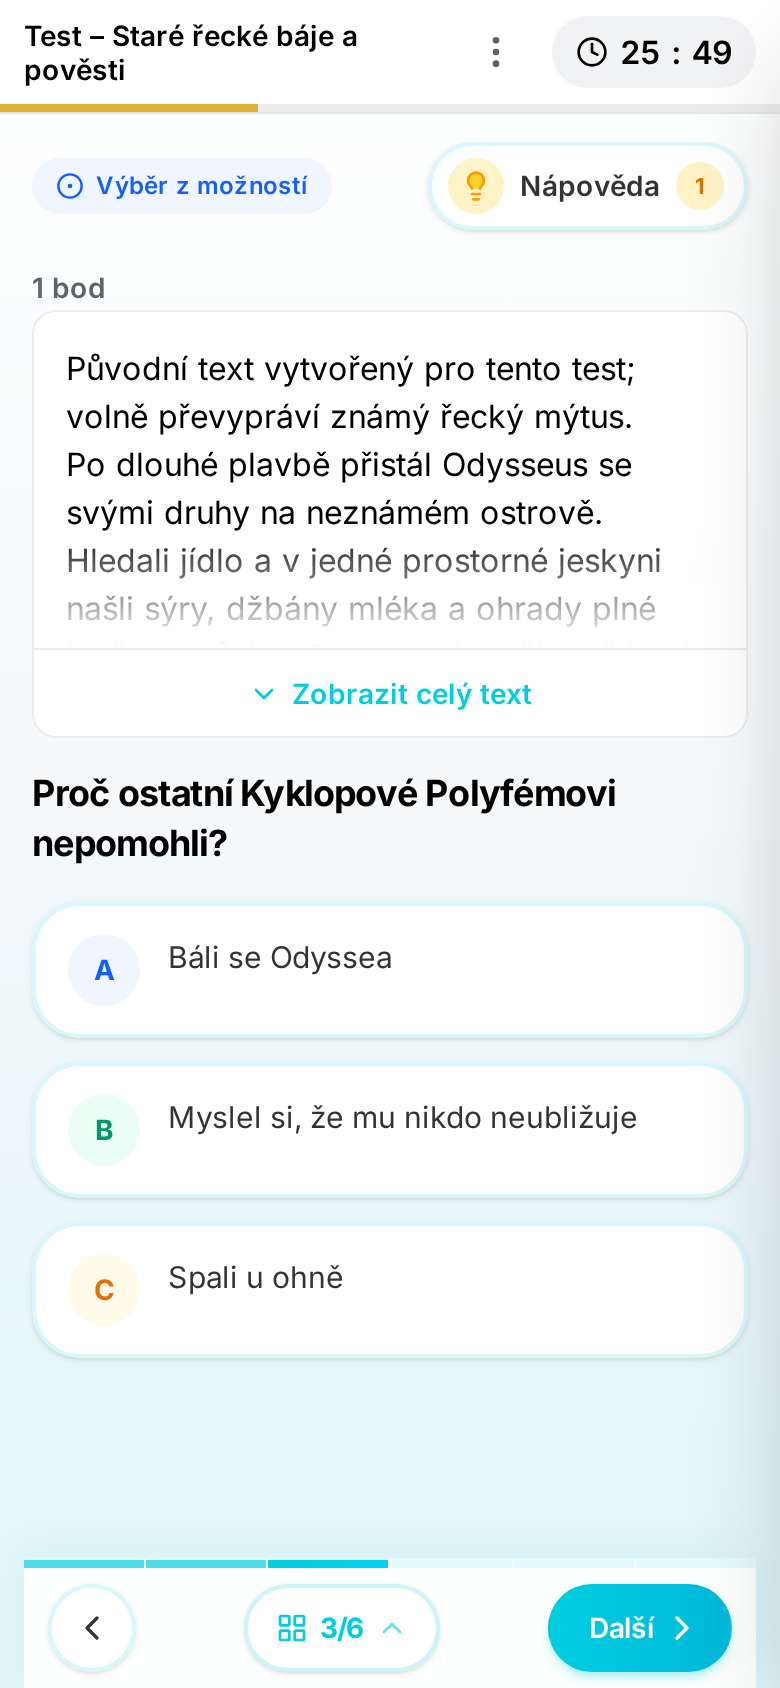 Test – Staré řecké báje a
pověsti
25 : 49
Výběr z možností
Nápověda 1
1 bod
Původní text vytvořený pro tento test;
volně převypráví známý řecký mýtus.
Po dlouhé plavbě přistál Odysseus se
svými druhy na neznámém ostrově.
Hledali jídlo a v jedné prostorné jeskyni
našli sýry, džbány mléka a ohrady plné
Zobrazit celý text
Proč ostatní Kyklopové Polyfémovi
nepomohli?
A Báli se Odyssea
B Myslel si, že mu nikdo neubližuje
C Spali u ohně
3/6
Další